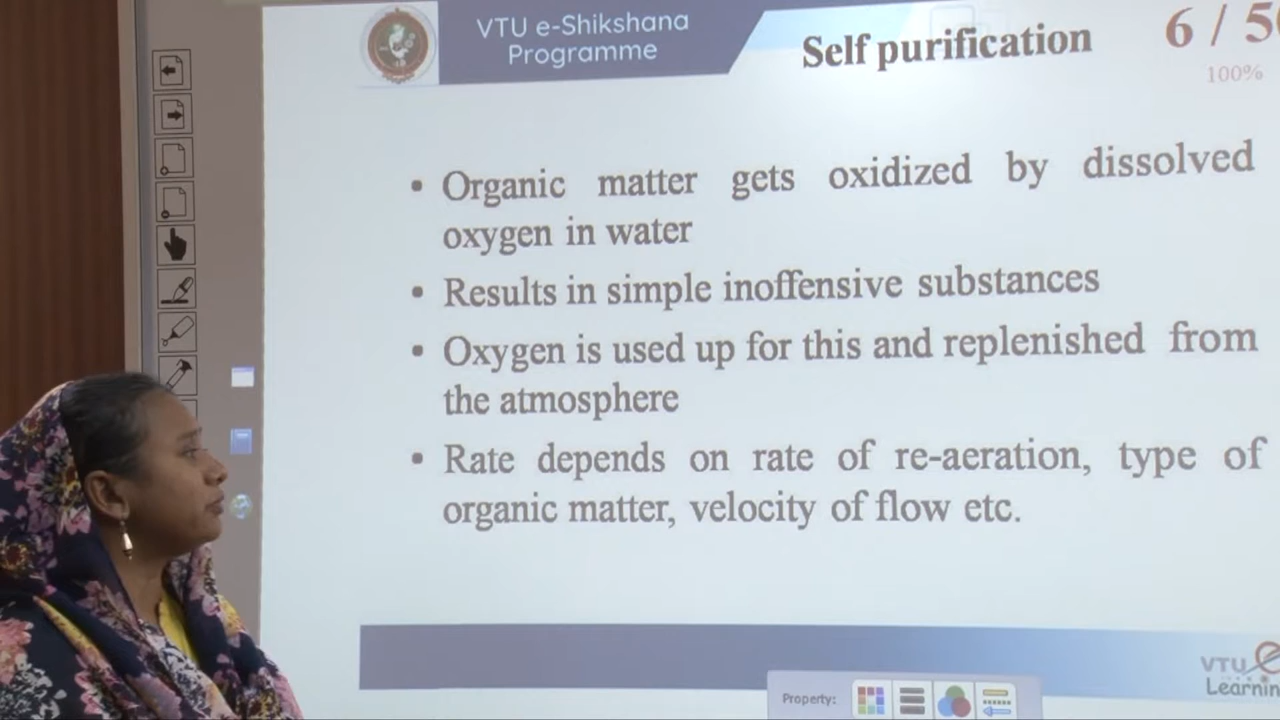 VTU e-Shikshana
Programme
Self purification
6 / 50
100%
• Organic matter gets oxidized by dissolved
oxygen in water
• Results in simple inoffensive substances
• Oxygen is used up for this and replenished from
the atmosphere
• Rate depends on rate of re-aeration, type of
organic matter, velocity of flow etc.
VTU e
Learnin
Property: